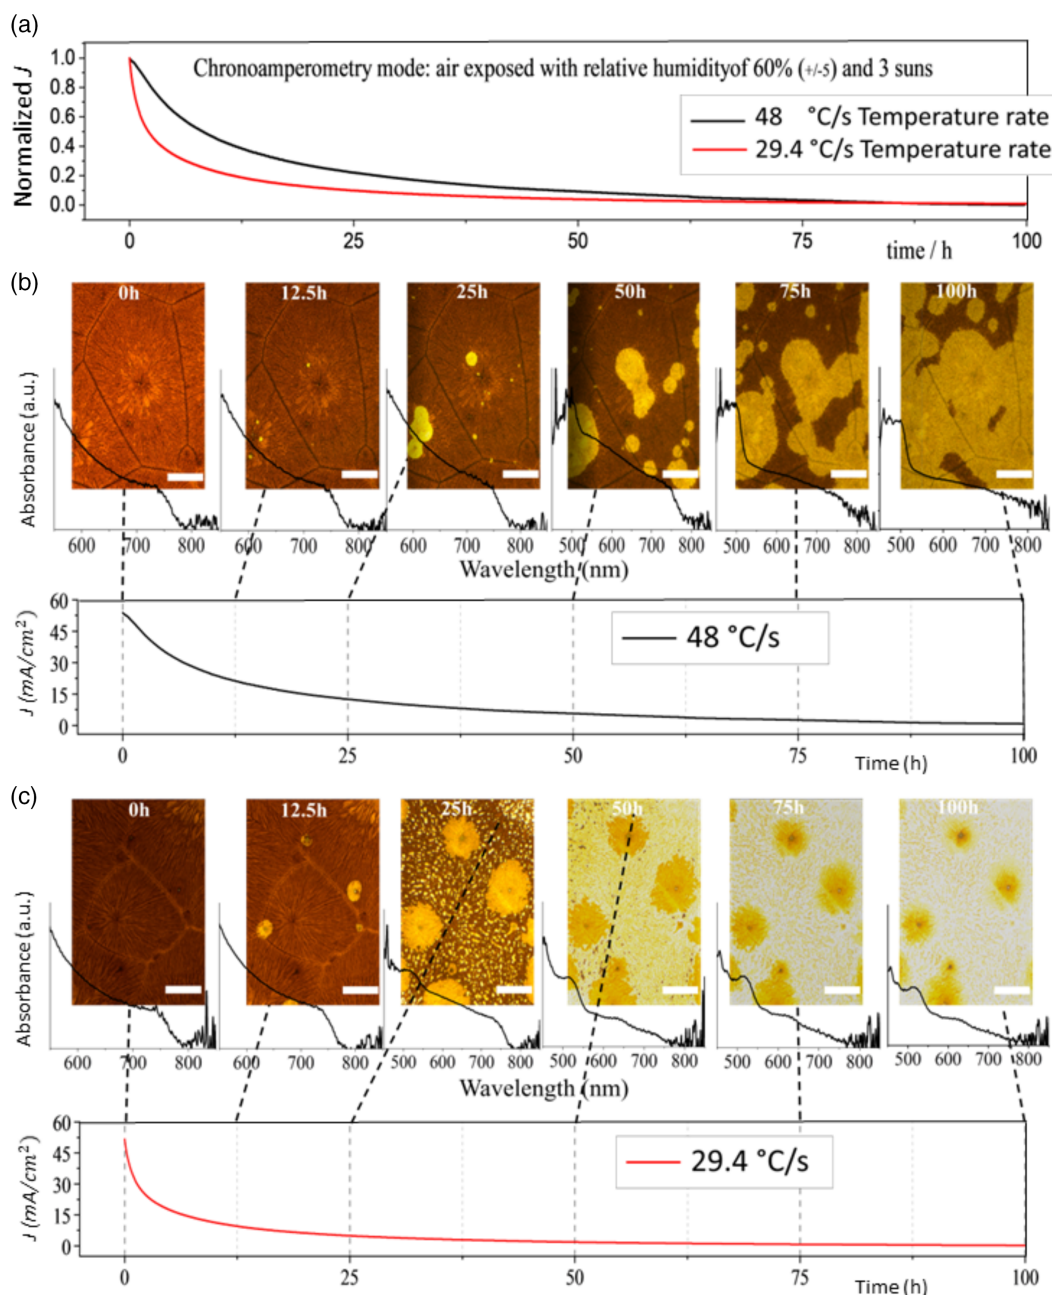 (a)
Normalized J
1.0
0.8
0.6
0.4
0.2
0.0
Chronoamperometry mode: air exposed with relative humidityof 60% (+/-5) and 3 suns
48 °C/s Temperature rate
29.4 °C/s Temperature rate
0 25 50 75 100
time / h
(b)
0h 12.5h 25h 50h 75h 100h
Absorbance (a.u.)
600 700 800 600 700 800 600 700 800 500 600 700 800 500 600 700 800 500 600 700 800
Wavelength (nm)
J (mA/cm²)
60
45
30
15
0
48 °C/s
0 25 50 75 100
Time (h)
(c)
0h 12.5h 25h 50h 75h 100h
Absorbance (a.u.)
600 700 800 600 700 800 500 600 700 800 500 600 700 800 500 600 700 800 500 600 700 800
Wavelength (nm)
J (mA/cm²)
60
45
30
15
0
29.4 °C/s
0 25 50 75 100
Time (h)